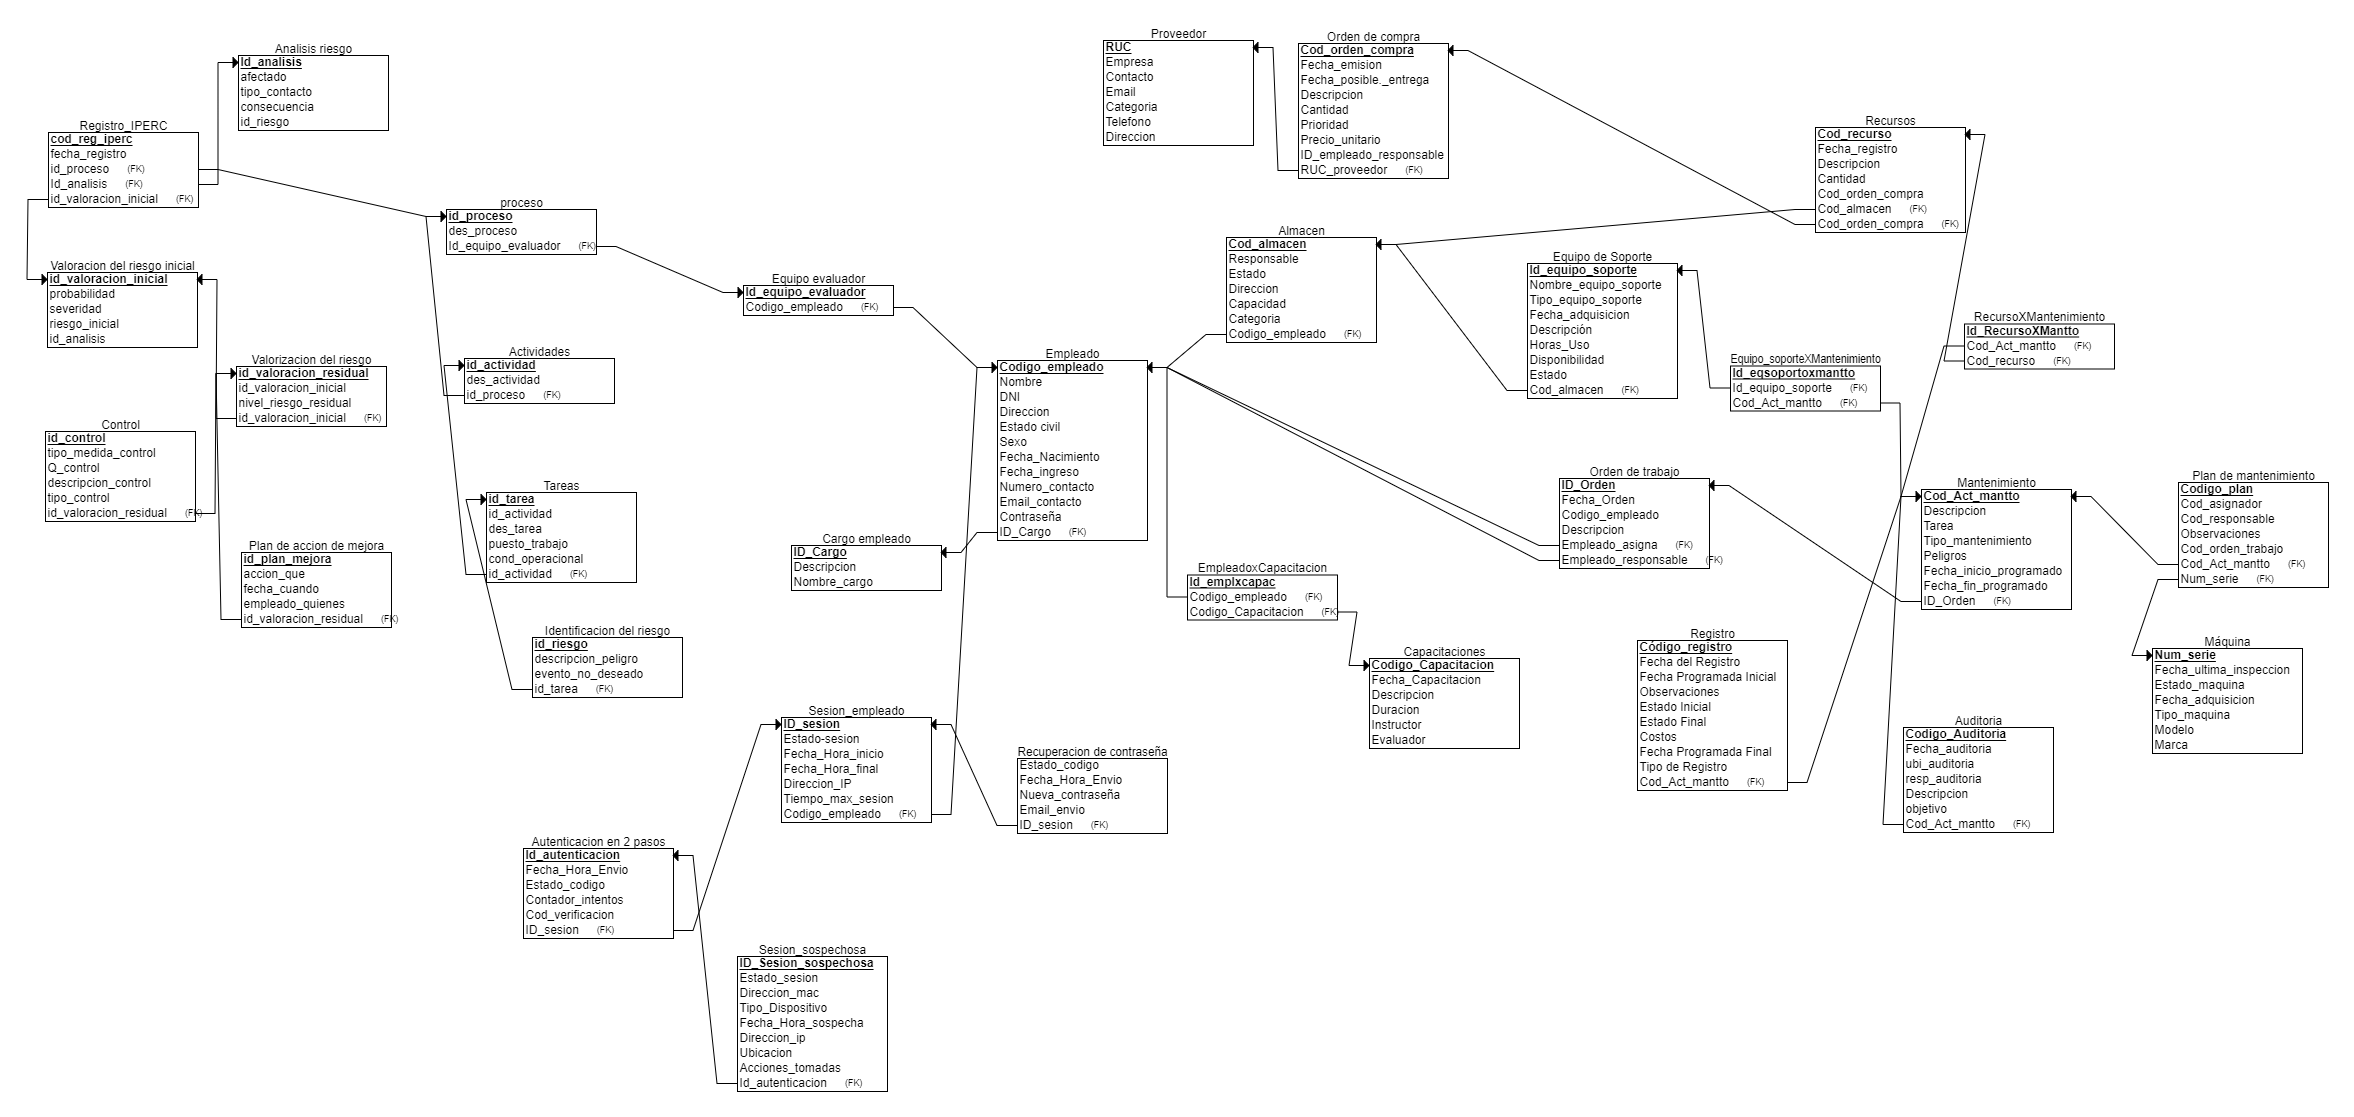 Analisis riesgo
Id_analisis
afectado
tipo_contacto
consecuencia
id_riesgo
Registro_IPERC
cod_reg_iperc
fecha_registro
id_proceso (FK)
Id_analisis (FK)
id_valoracion_inicial (FK)
Valoracion del riesgo inicial
id_valoracion_inicial
probabilidad
severidad
riesgo_inicial
id_analisis
Valorizacion del riesgo
id_valoracion_residual
id_valoracion_inicial
nivel_riesgo_residual
id_valoracion_inicial (FK)
Control
id_control
tipo_medida_control
Q_control
descripcion_control
tipo_control
id_valoracion_residual (FK)
Plan de accion de mejora
id_plan_mejora
accion_que
fecha_cuando
empleado_quienes
id_valoracion_residual (FK)
proceso
id_proceso
des_proceso
Id_equipo_evaluador (FK)
Actividades
id_actividad
des_actividad
id_proceso (FK)
Tareas
id_tarea
id_actividad
des_tarea
puesto_trabajo
cond_operacional
id_actividad (FK)
Identificacion del riesgo
id_riesgo
descripcion_peligro
evento_no_deseado
id_tarea (FK)
Equipo evaluador
Id_equipo_evaluador
Codigo_empleado (FK)
Empleado
Codigo_empleado
Nombre
DNI
Direccion
Estado civil
Sexo
Fecha_Nacimiento
Fecha_ingreso
Numero_contacto
Email_contacto
Contraseña
ID_Cargo (FK)
Cargo empleado
ID_Cargo
Descripcion
Nombre_cargo
Sesion_empleado
ID_sesion
Estado-sesion
Fecha_Hora_inicio
Fecha_Hora_final
Direccion_IP
Tiempo_max_sesion
Codigo_empleado (FK)
Recuperacion de contraseña
Estado_codigo
Fecha_Hora_Envio
Nueva_contraseña
Email_envio
ID_sesion (FK)
Autenticacion en 2 pasos
Id_autenticacion
Fecha_Hora_Envio
Estado_codigo
Contador_intentos
Cod_verificacion
ID_sesion (FK)
Sesion_sospechosa
ID_Sesion_sospechosa
Estado_sesion
Direccion_mac
Tipo_Dispositivo
Fecha_Hora_sospecha
Direccion_ip
Ubicacion
Acciones_tomadas
Id_autenticacion (FK)
Proveedor
RUC
Empresa
Contacto
Email
Categoria
Telefono
Direccion
Orden de compra
Cod_orden_compra
Fecha_emision
Fecha_posible._entrega
Descripcion
Cantidad
Prioridad
Precio_unitario
ID_empleado_responsable
RUC_proveedor (FK)
Almacen
Cod_almacen
Responsable
Estado
Direccion
Capacidad
Categoria
Codigo_empleado (FK)
EmpleadoxCapacitacion
Id_emplxcapac
Codigo_empleado (FK)
Codigo_Capacitacion (FK)
Capacitaciones
Codigo_Capacitacion
Fecha_Capacitacion
Descripcion
Duracion
Instructor
Evaluador
Equipo de Soporte
Id_equipo_soporte
Nombre_equipo_soporte
Tipo_equipo_soporte
Fecha_adquisicion
Descripción
Horas_Uso
Disponibilidad
Estado
Cod_almacen (FK)
Orden de trabajo
ID_Orden
Fecha_Orden
Codigo_empleado
Descripcion
Empleado_asigna (FK)
Empleado_responsable (FK)
Registro
Código_registro
Fecha del Registro
Fecha Programada Inicial
Observaciones
Estado Inicial
Estado Final
Costos
Fecha Programada Final
Tipo de Registro
Cod_Act_mantto (FK)
Recursos
Cod_recurso
Fecha_registro
Descripcion
Cantidad
Cod_orden_compra
Cod_almacen (FK)
Cod_orden_compra (FK)
RecursoXMantenimiento
Id_RecursoXMantto
Cod_Act_mantto (FK)
Cod_recurso (FK)
Equipo_soporteXMantenimiento
Id_eqsoportoxmantto
Id_equipo_soporte (FK)
Cod_Act_mantto (FK)
Mantenimiento
Cod_Act_mantto
Descripcion
Tarea
Tipo_mantenimiento
Peligros
Fecha_inicio_programado
Fecha_fin_programado
ID_Orden (FK)
Plan de mantenimiento
Codigo_plan
Cod_asignador
Cod_responsable
Observaciones
Cod_orden_trabajo
Cod_Act_mantto (FK)
Num_serie (FK)
Máquina
Num_serie
Fecha_ultima_inspeccion
Estado_maquina
Fecha_adquisicion
Tipo_maquina
Modelo
Marca
Auditoria
Codigo_Auditoria
Fecha_auditoria
ubi_auditoria
resp_auditoria
Descripcion
objetivo
Cod_Act_mantto (FK)